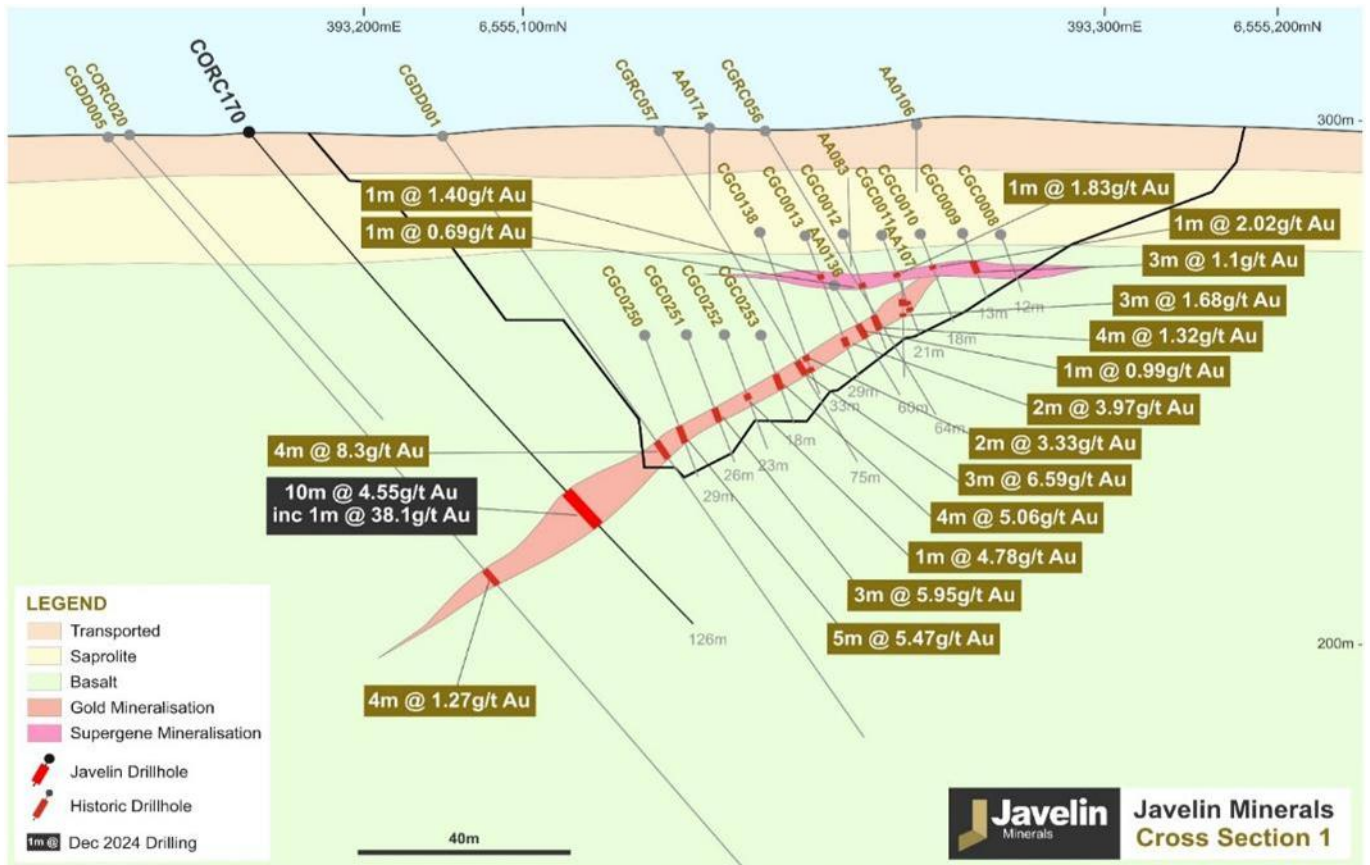 393,200mE
6,555,100mN
393,300mE
6,555,200mN
CGDD005
CORC020
CORC170
CGDD001
CGRC057
AA0174
CGRC056
AA0106
300m -
AA083
CGC0138
CGC0013
CGC0012
CGC0011
CGC0010
CGC0009
CGC0008
AA0136
AA107
1m @ 1.40g/t Au
1m @ 0.69g/t Au
1m @ 1.83g/t Au
1m @ 2.02g/t Au
3m @ 1.1g/t Au
3m @ 1.68g/t Au
4m @ 1.32g/t Au
1m @ 0.99g/t Au
2m @ 3.97g/t Au
2m @ 3.33g/t Au
3m @ 6.59g/t Au
4m @ 5.06g/t Au
1m @ 4.78g/t Au
3m @ 5.95g/t Au
5m @ 5.47g/t Au
CGC0250
CGC0251
CGC0252
CGC0253
12m
13m
18m
21m
29m
33m
60m
64m
18m
23m
26m
29m
75m
126m
4m @ 8.3g/t Au
10m @ 4.55g/t Au
inc 1m @ 38.1g/t Au
4m @ 1.27g/t Au
200m -
LEGEND
Transported
Saprolite
Basalt
Gold Mineralisation
Supergene Mineralisation
Javelin Drillhole
Historic Drillhole
1m @ Dec 2024 Drilling
40m
Javelin
Minerals
Javelin Minerals
Cross Section 1